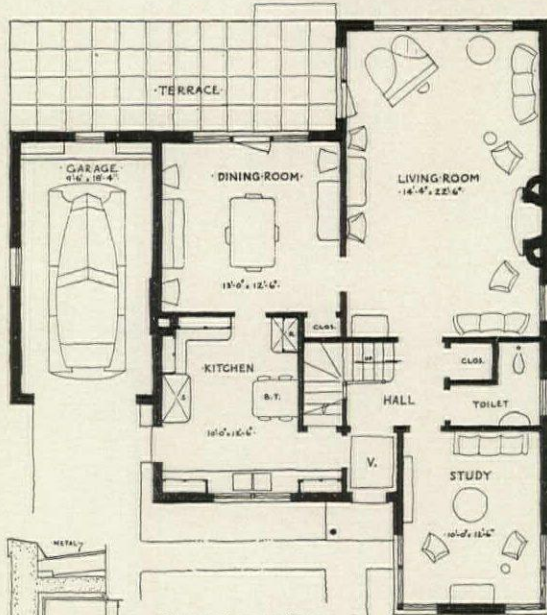 ·TERRACE·
·GARAGE·
9'-6" x 18'-4"
·DINING·ROOM·
13'-0" x 12'-6"
LIVING·ROOM
·14'-4" x 22'-6"·
CLOS.
R.
·KITCHEN
S
B.T.
10'-0" x 12'-6"
UP
HALL
CLOS.
TOILET
V.
STUDY
·10'-0" x 12'-6"
METAL